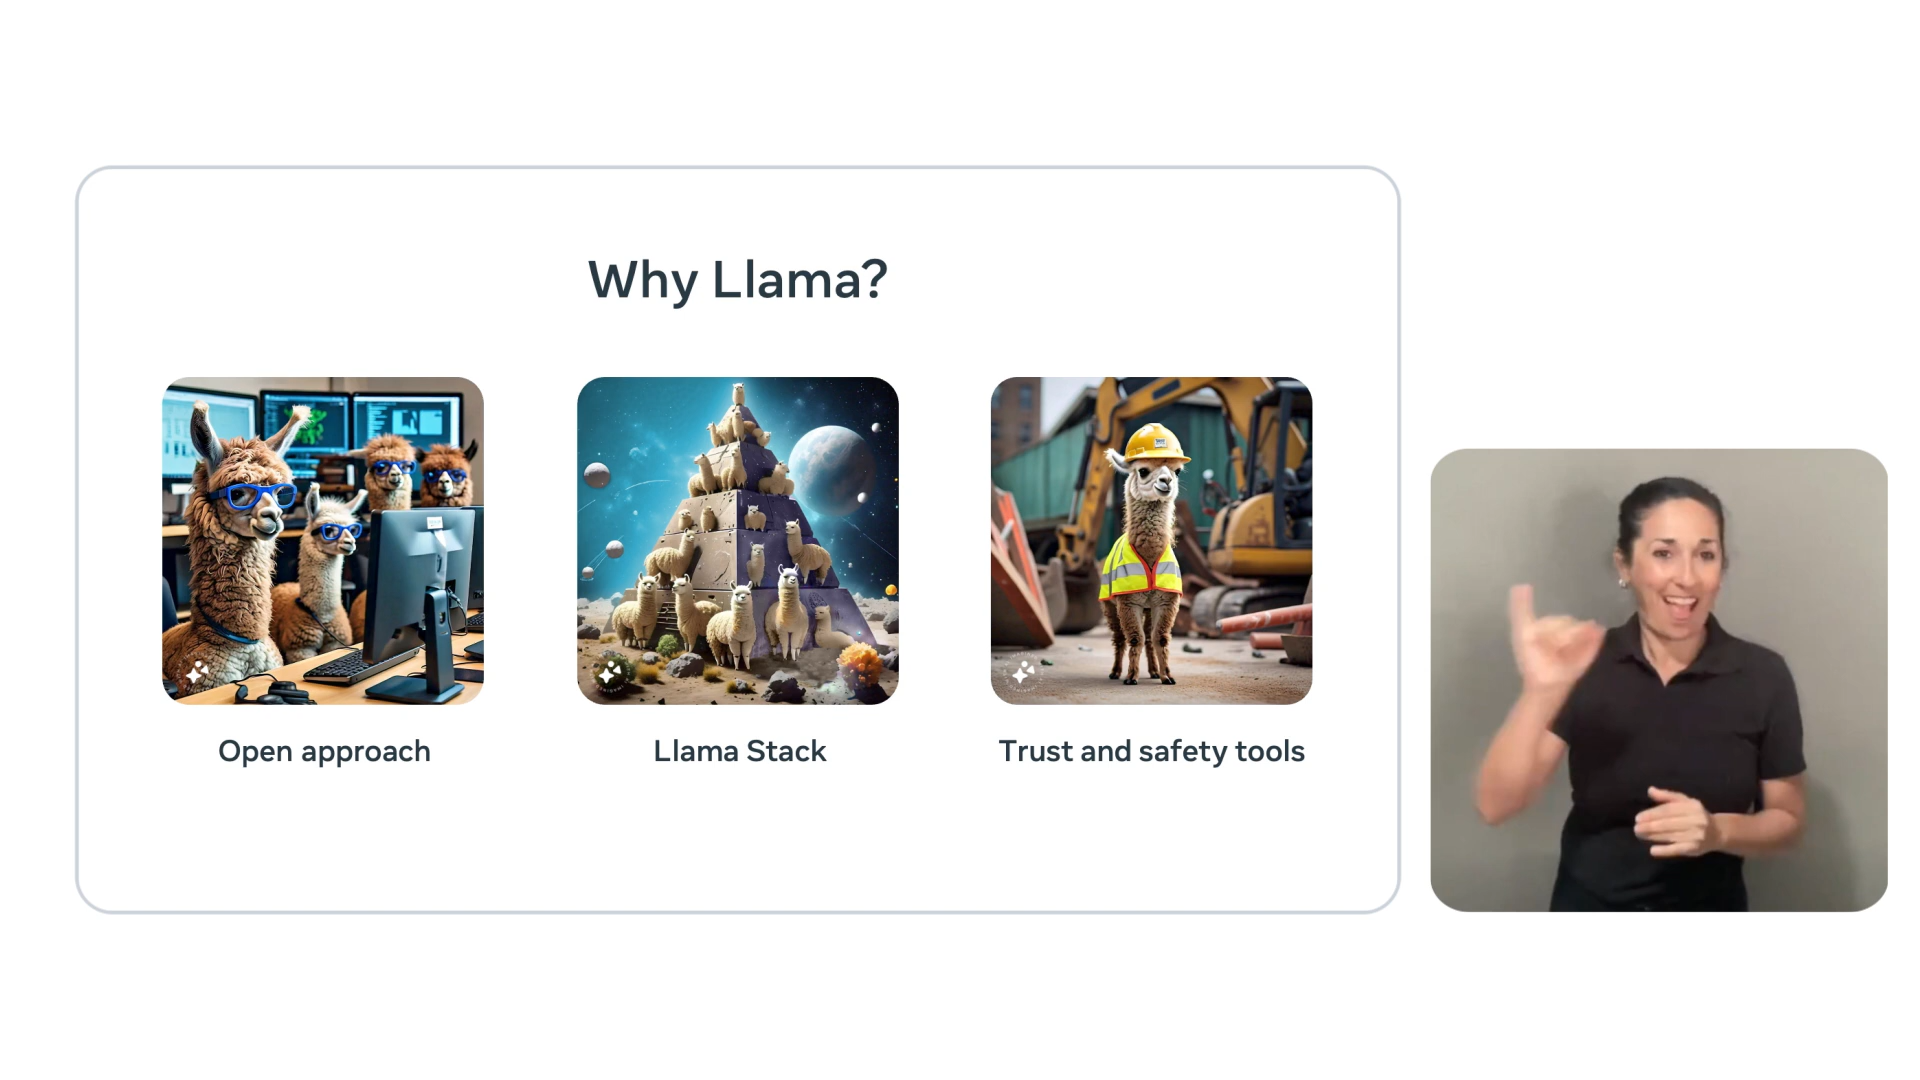 Why Llama?
Open approach
Llama Stack
Trust and safety tools